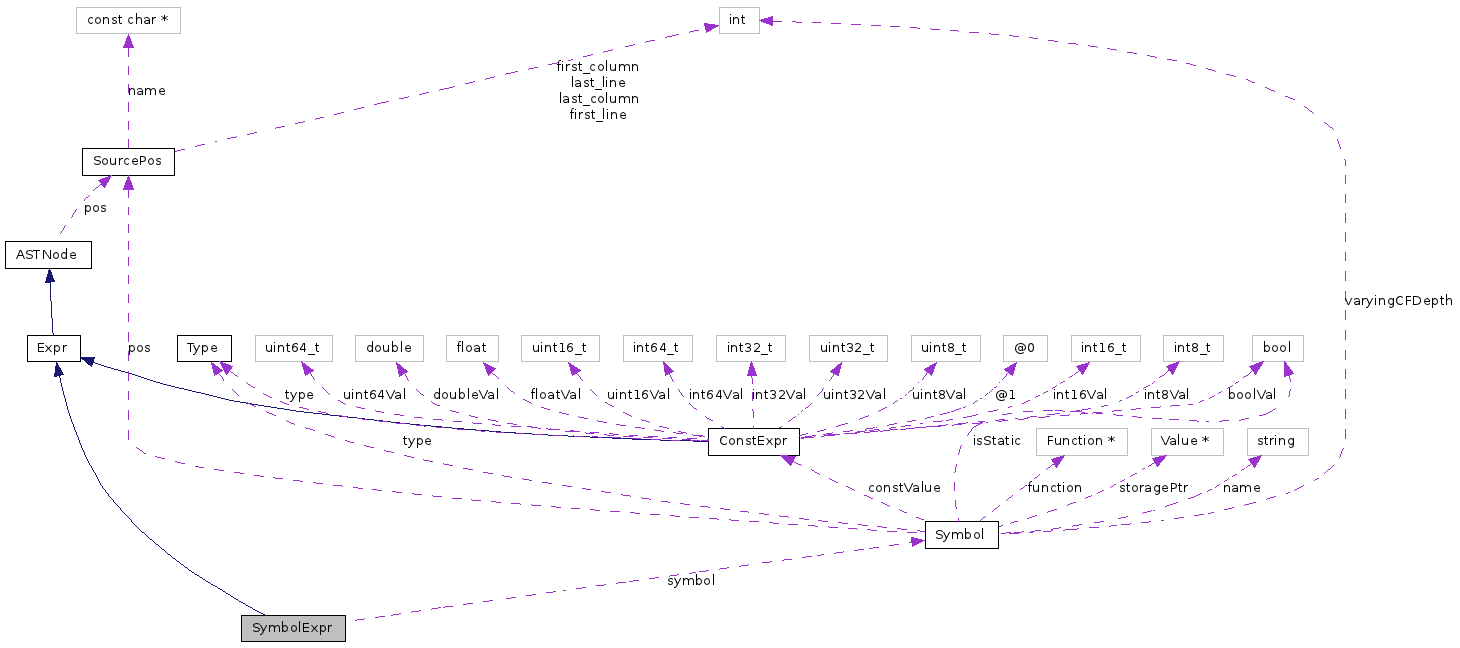 const char *
int
first_column
last_line
last_column
first_line
name
SourcePos
pos
ASTNode
varyingCFDepth
Expr
pos
Type
uint64_t
double
float
uint16_t
int64_t
int32_t
uint32_t
uint8_t
@0
int16_t
int8_t
bool
type
uint64Val
doubleVal
floatVal
uint16Val
int64Val
int32Val
uint32Val
uint8Val
@1
int16Val
int8Val
boolVal
type
ConstExpr
isStatic
Function *
Value *
string
constValue
function
storagePtr
name
Symbol
symbol
SymbolExpr